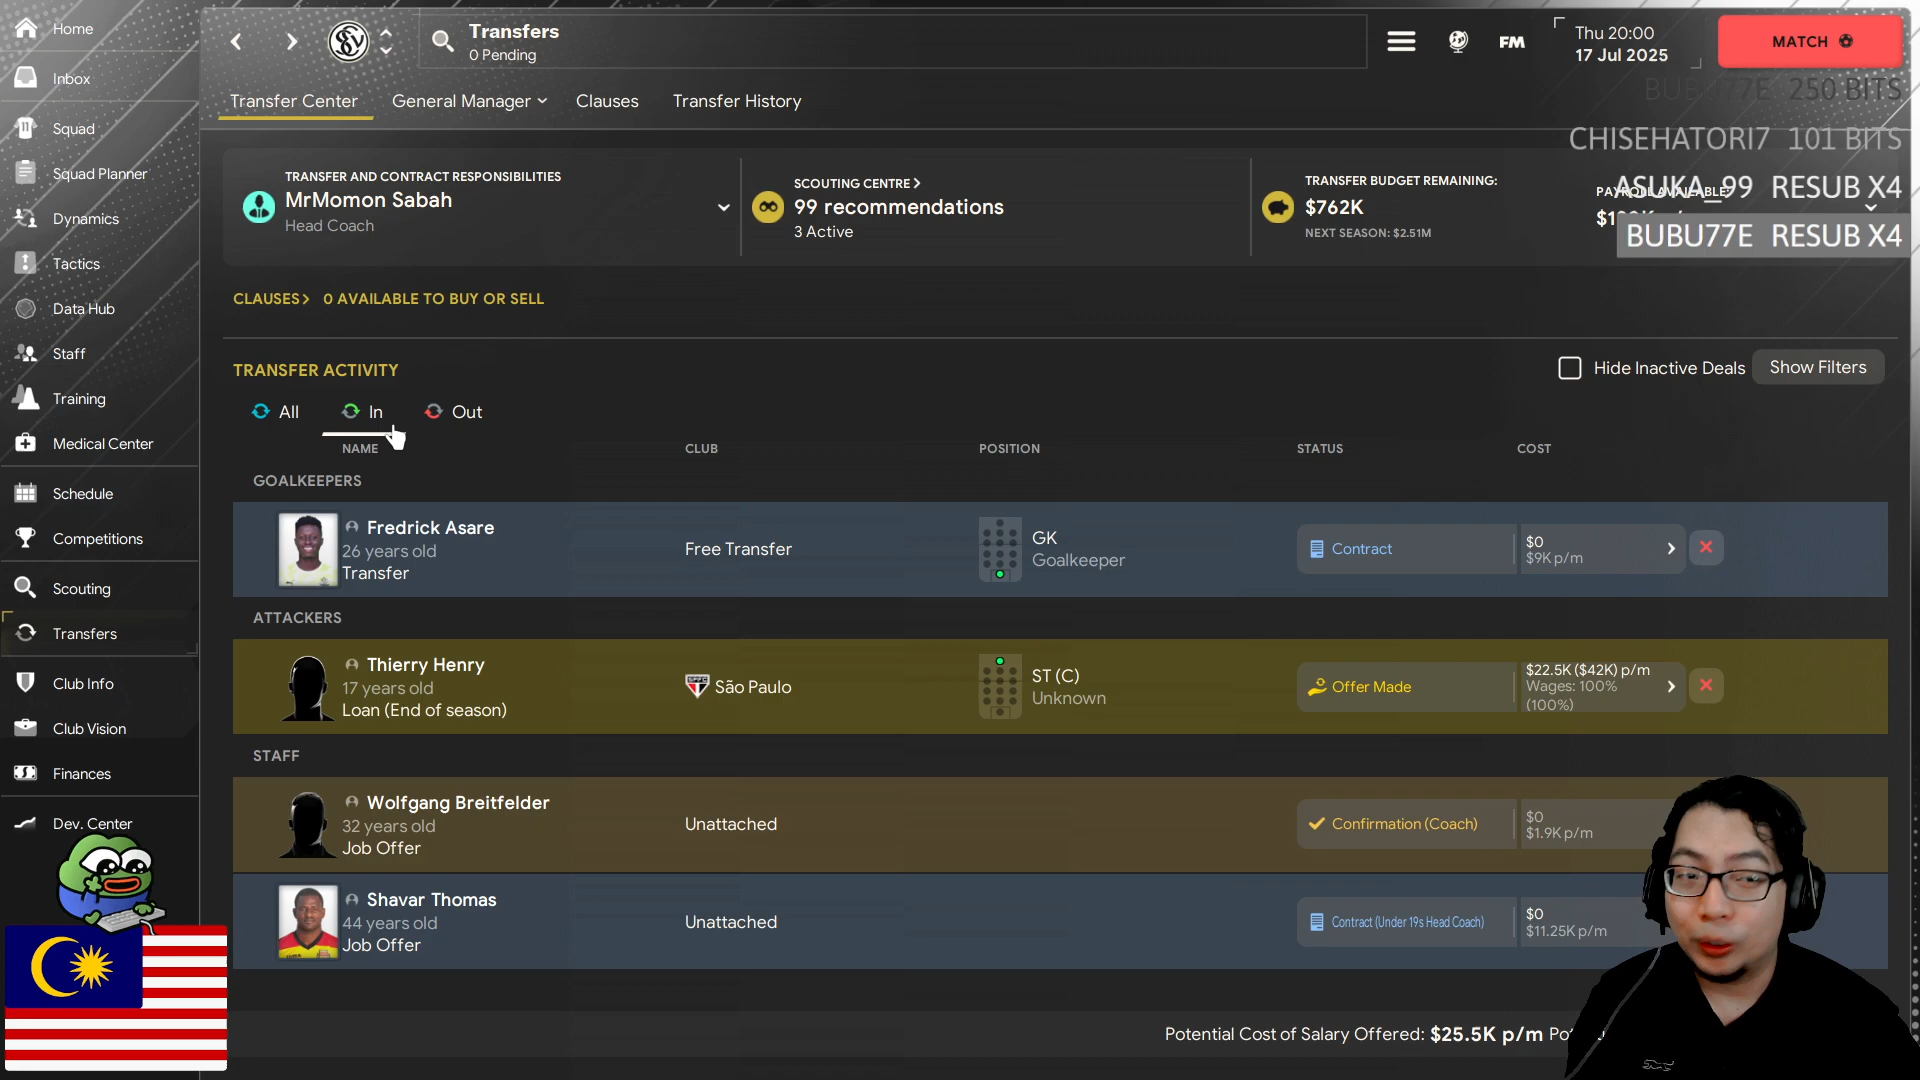 Home
Inbox
Squad
Squad Planner
Dynamics
Tactics
Data Hub
Staff
Training
Medical Center
Schedule
Competitions
Scouting
Transfers
Club Info
Club Vision
Finances
Dev. Center
Transfers
0 Pending
FM
Thu 20:00
17 Jul 2025
MATCH
BUBU77E 250 BITS
CHISEHATORI7 101 BITS
ASUKA_99 RESUB X4
BUBU77E RESUB X4
Transfer Center
General Manager
Clauses
Transfer History
TRANSFER AND CONTRACT RESPONSIBILITIES
MrMomon Sabah
Head Coach
SCOUTING CENTRE >
99 recommendations
3 Active
TRANSFER BUDGET REMAINING:
$762K
NEXT SEASON: $2.51M
PAYROLL AVAILABLE:
CLAUSES > 0 AVAILABLE TO BUY OR SELL
TRANSFER ACTIVITY
Hide Inactive Deals
Show Filters
All
In
Out
NAME CLUB POSITION STATUS COST
GOALKEEPERS
Fredrick Asare
26 years old
Transfer
Free Transfer
GK
Goalkeeper
Contract
$0
$9K p/m
ATTACKERS
Thierry Henry
17 years old
Loan (End of season)
São Paulo
ST (C)
Unknown
Offer Made
$22.5K ($42K) p/m
Wages: 100%
(100%)
STAFF
Wolfgang Breitfelder
32 years old
Job Offer
Unattached
Confirmation (Coach)
$0
$1.9K p/m
Shavar Thomas
44 years old
Job Offer
Unattached
Contract (Under 19s Head Coach)
$0
$11.25K p/m
Potential Cost of Salary Offered: $25.5K p/m